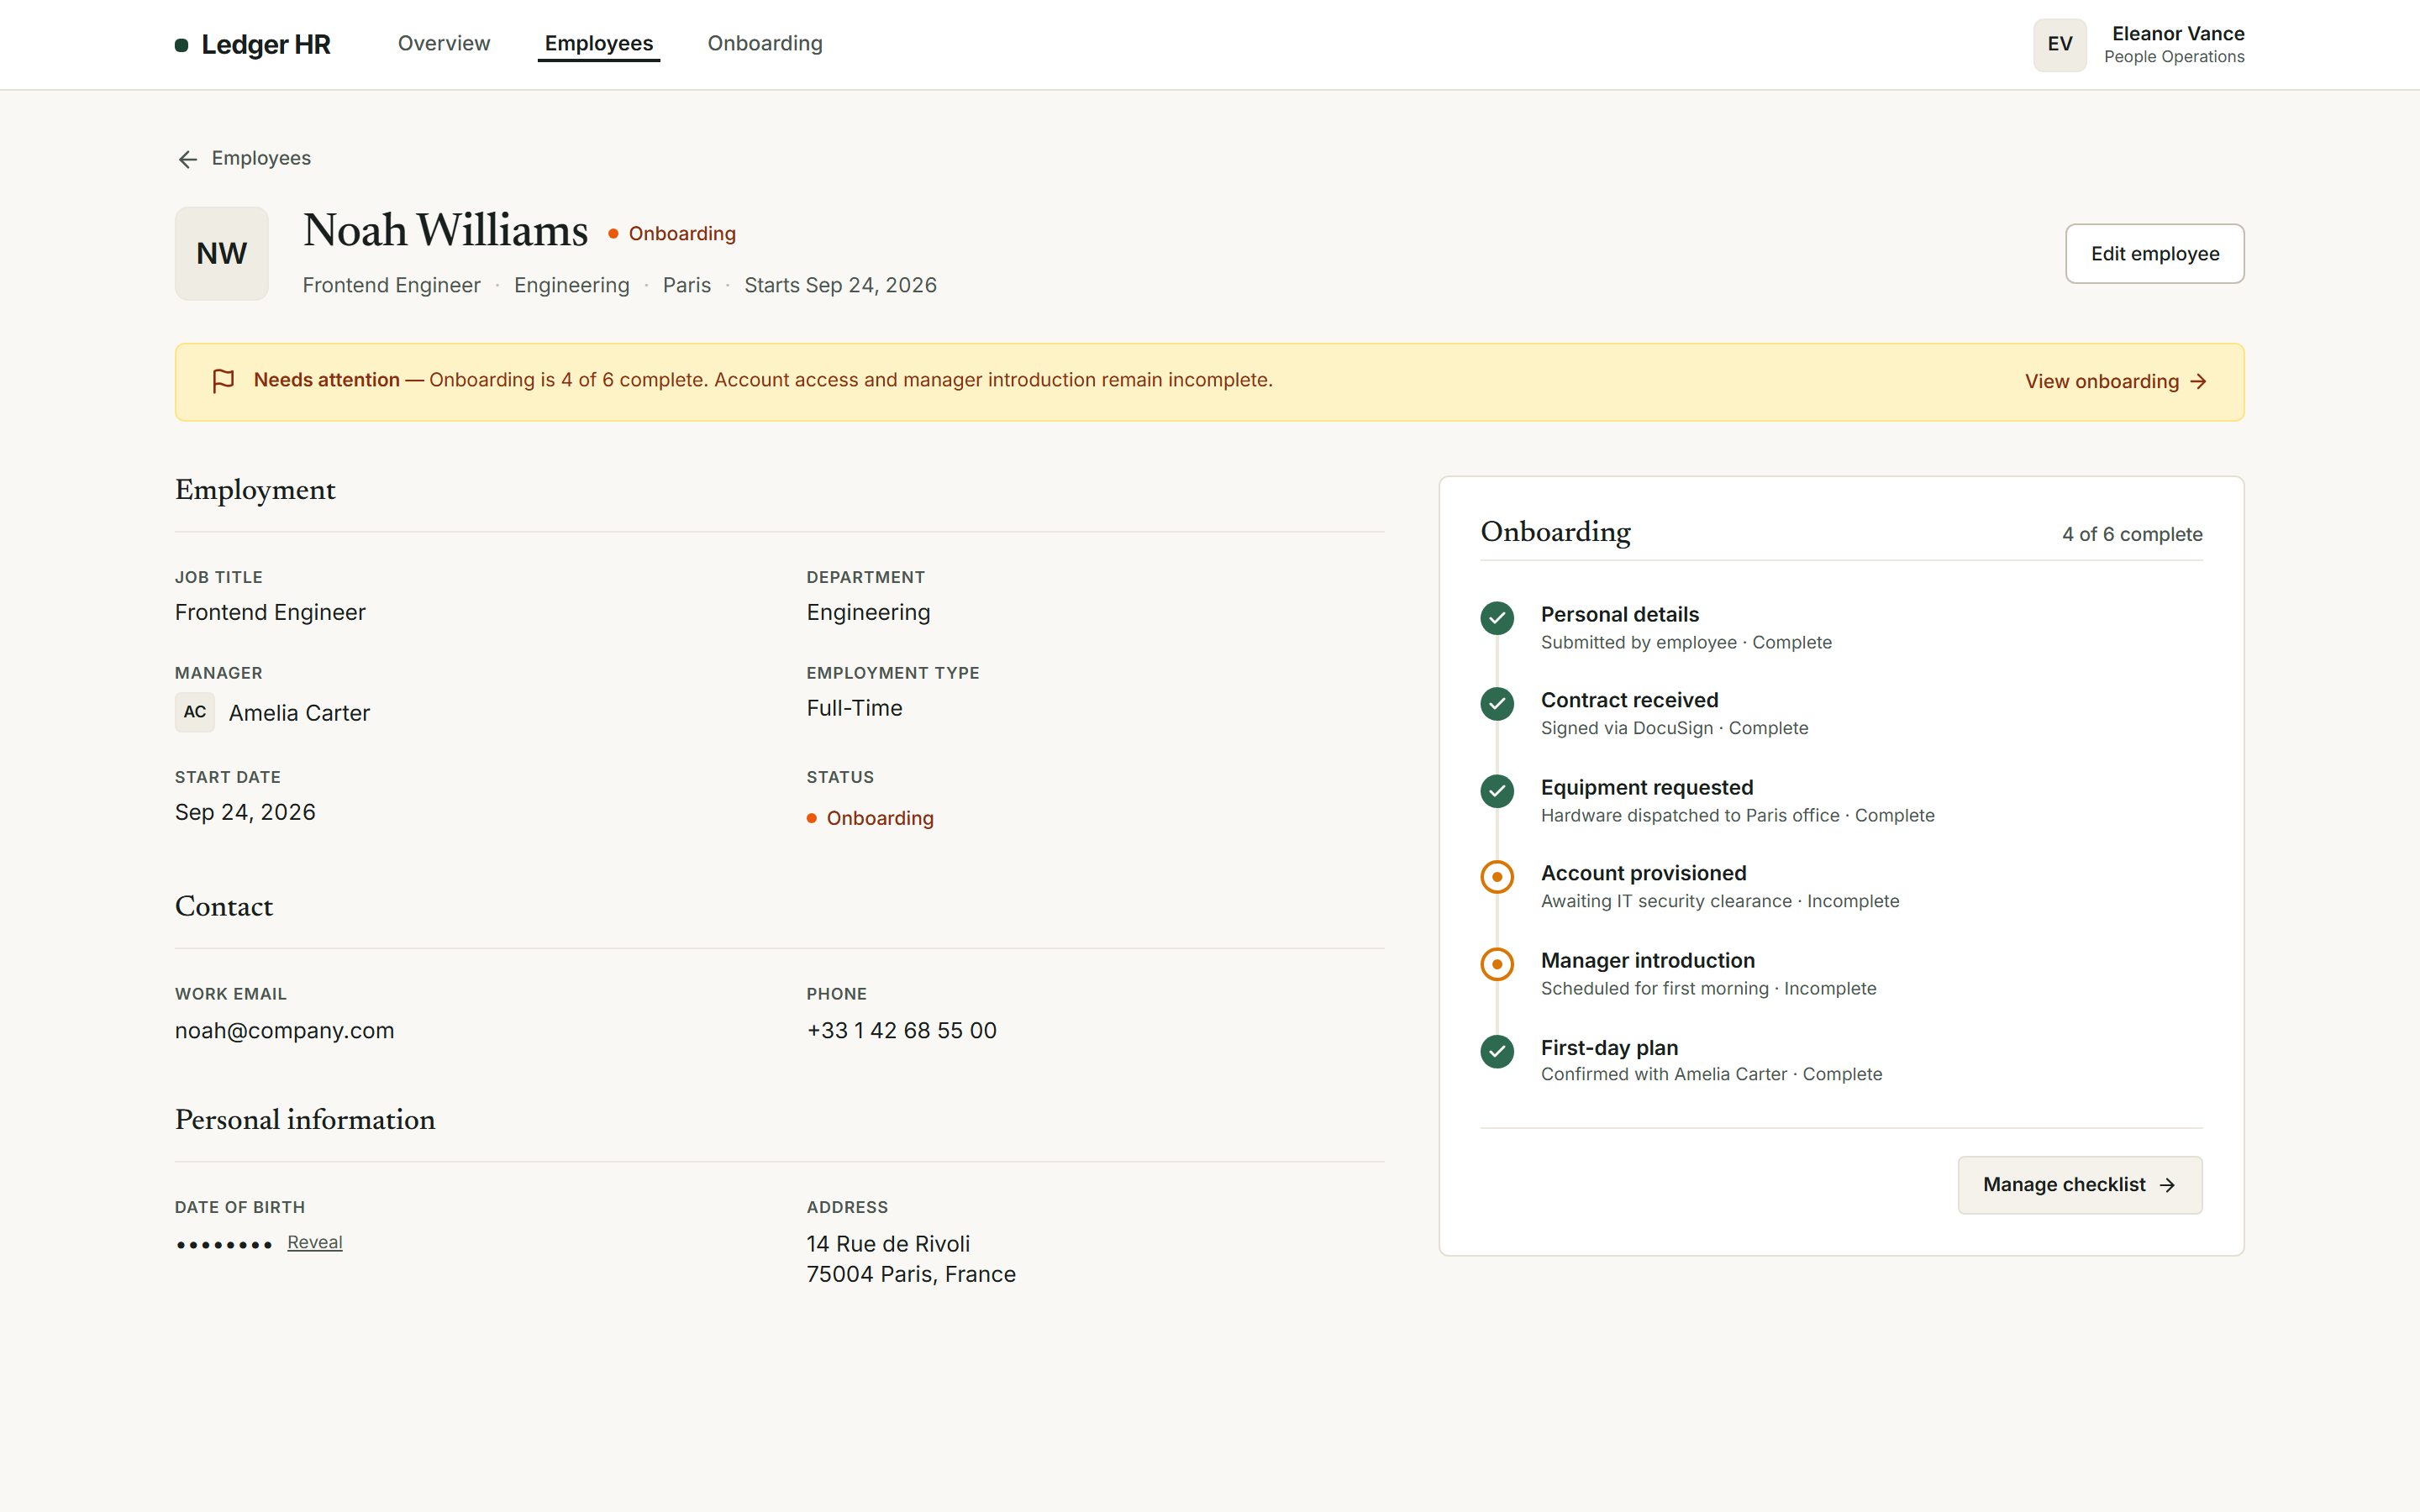 Ledger HR
Overview
Employees
Onboarding
EV
Eleanor Vance
People Operations
Employees
NW
Noah Williams
Onboarding
Frontend Engineer · Engineering · Paris · Starts Sep 24, 2026
Edit employee
Needs attention — Onboarding is 4 of 6 complete. Account access and manager introduction remain incomplete.
View onboarding →
Employment
JOB TITLE
Frontend Engineer
DEPARTMENT
Engineering
MANAGER
AC
Amelia Carter
EMPLOYMENT TYPE
Full-Time
START DATE
Sep 24, 2026
STATUS
Onboarding
Contact
WORK EMAIL
noah@company.com
PHONE
+33 1 42 68 55 00
Personal information
DATE OF BIRTH
•••••••• Reveal
ADDRESS
14 Rue de Rivoli
75004 Paris, France
Onboarding
4 of 6 complete
Personal details
Submitted by employee · Complete
Contract received
Signed via DocuSign · Complete
Equipment requested
Hardware dispatched to Paris office · Complete
Account provisioned
Awaiting IT security clearance · Incomplete
Manager introduction
Scheduled for first morning · Incomplete
First-day plan
Confirmed with Amelia Carter · Complete
Manage checklist →